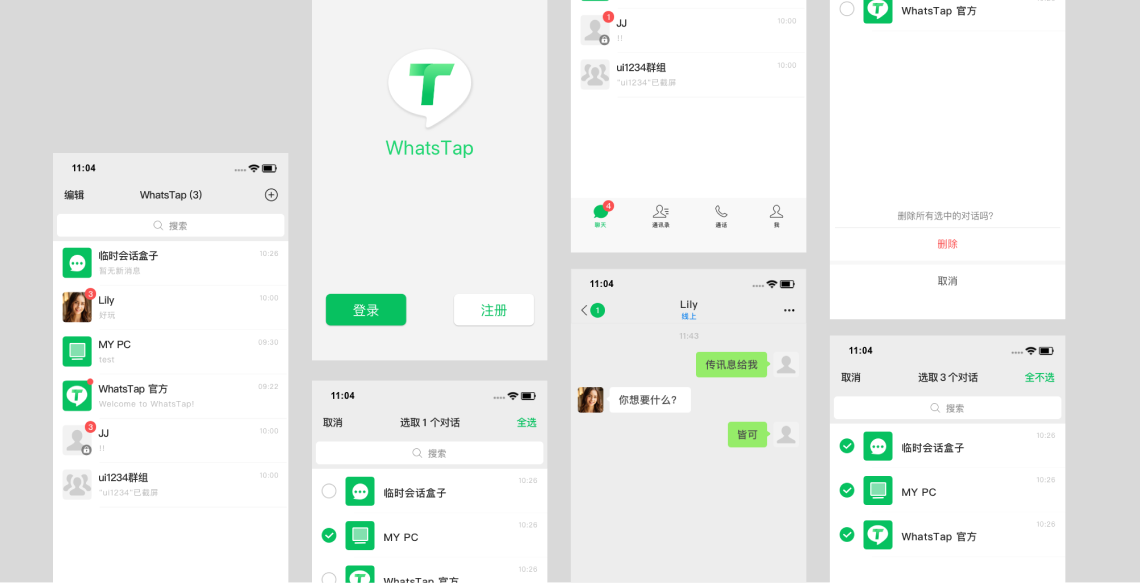 11:04
编辑
WhatsTap (3)
搜索
临时会话盒子
10:26
暂无新消息
3
Lily
10:00
好玩
MY PC
09:30
test
WhatsTap 官方
09:22
Welcome to WhatsTap!
3
JJ
10:00
!!
ui1234群组
10:00
"ui1234"已截屏
T
WhatsTap
登录
注册
11:04
取消
选取 1 个对话
全选
搜索
临时会话盒子
10:26
MY PC
10:26
WhatsTap 官方
10:26
1
JJ
10:00
!!
ui1234群组
10:00
"ui1234"已截屏
4
聊天
通讯录
通话
我
11:04
1
Lily
线上
11:43
传讯息给我
你想要什么?
皆可
WhatsTap 官方
删除所有选中的对话吗?
删除
取消
11:04
取消
选取 3 个对话
全不选
搜索
临时会话盒子
10:26
MY PC
10:26
WhatsTap 官方
10:26